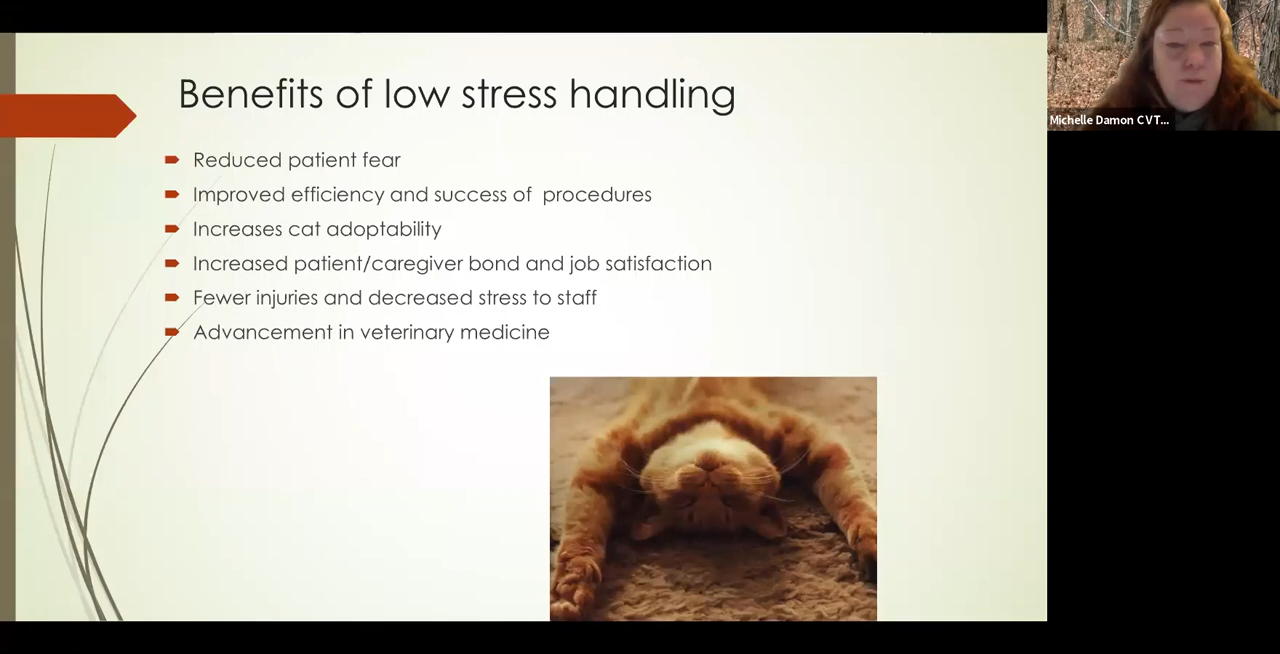 Benefits of low stress handling
Reduced patient fear
Improved efficiency and success of  procedures
Increases cat adoptability
Increased patient/caregiver bond and job satisfaction
Fewer injuries and decreased stress to staff
Advancement in veterinary medicine
Michelle Damon CVT...